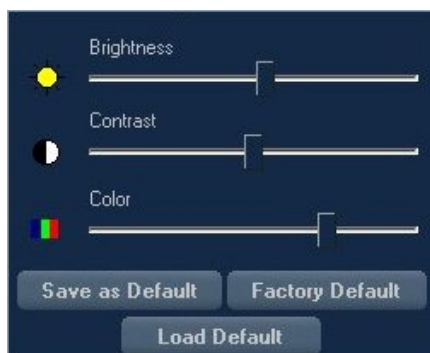 Brightness
Contrast
Color
Save as Default Factory Default
Load Default